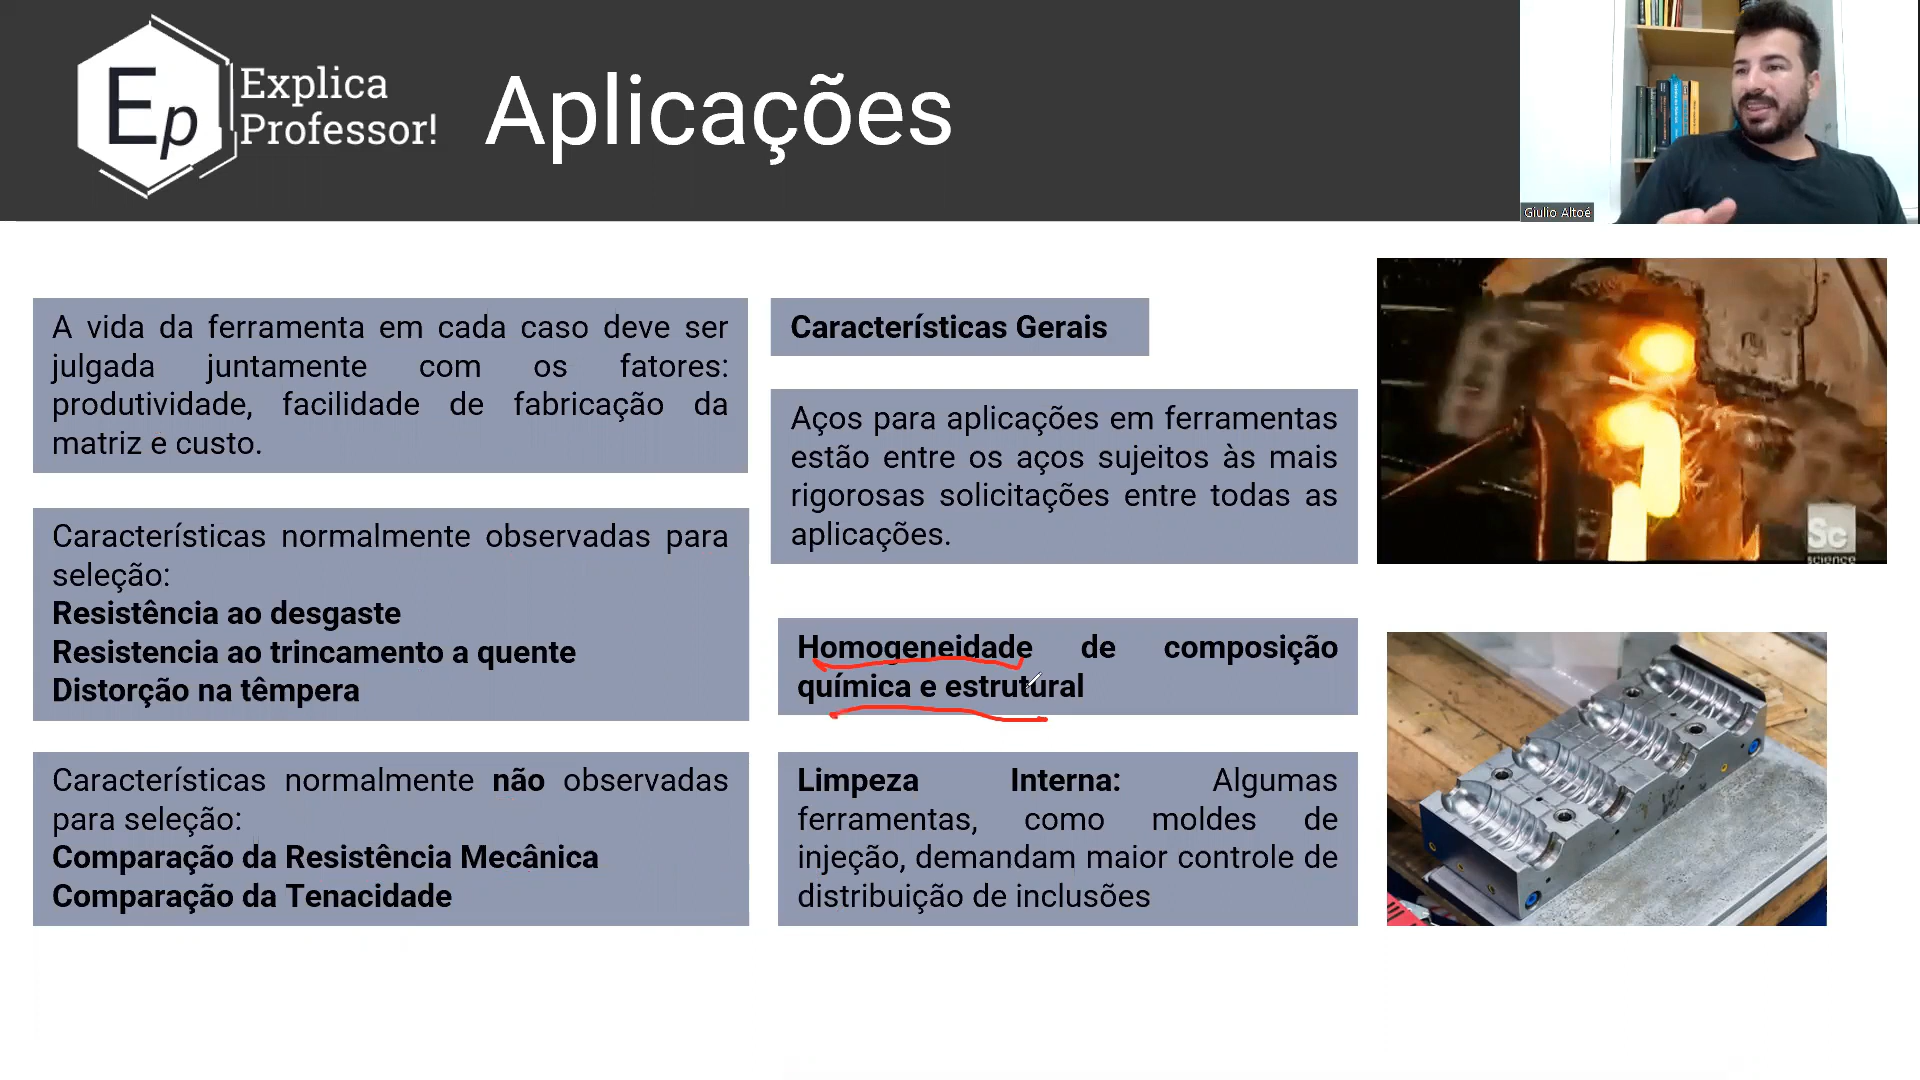 Ep
Explica
Professor!
Aplicações
Giulio Altoé
A vida da ferramenta em cada caso deve ser
julgada juntamente com os fatores:
produtividade, facilidade de fabricação da
matriz e custo.
Características normalmente observadas para
seleção:
Resistência ao desgaste
Resistencia ao trincamento a quente
Distorção na têmpera
Características normalmente não observadas
para seleção:
Comparação da Resistência Mecânica
Comparação da Tenacidade
Características Gerais
Aços para aplicações em ferramentas
estão entre os aços sujeitos às mais
rigorosas solicitações entre todas as
aplicações.
Homogeneidade de composição
química e estrutural
Limpeza Interna: Algumas
ferramentas, como moldes de
injeção, demandam maior controle de
distribuição de inclusões
Sc
science